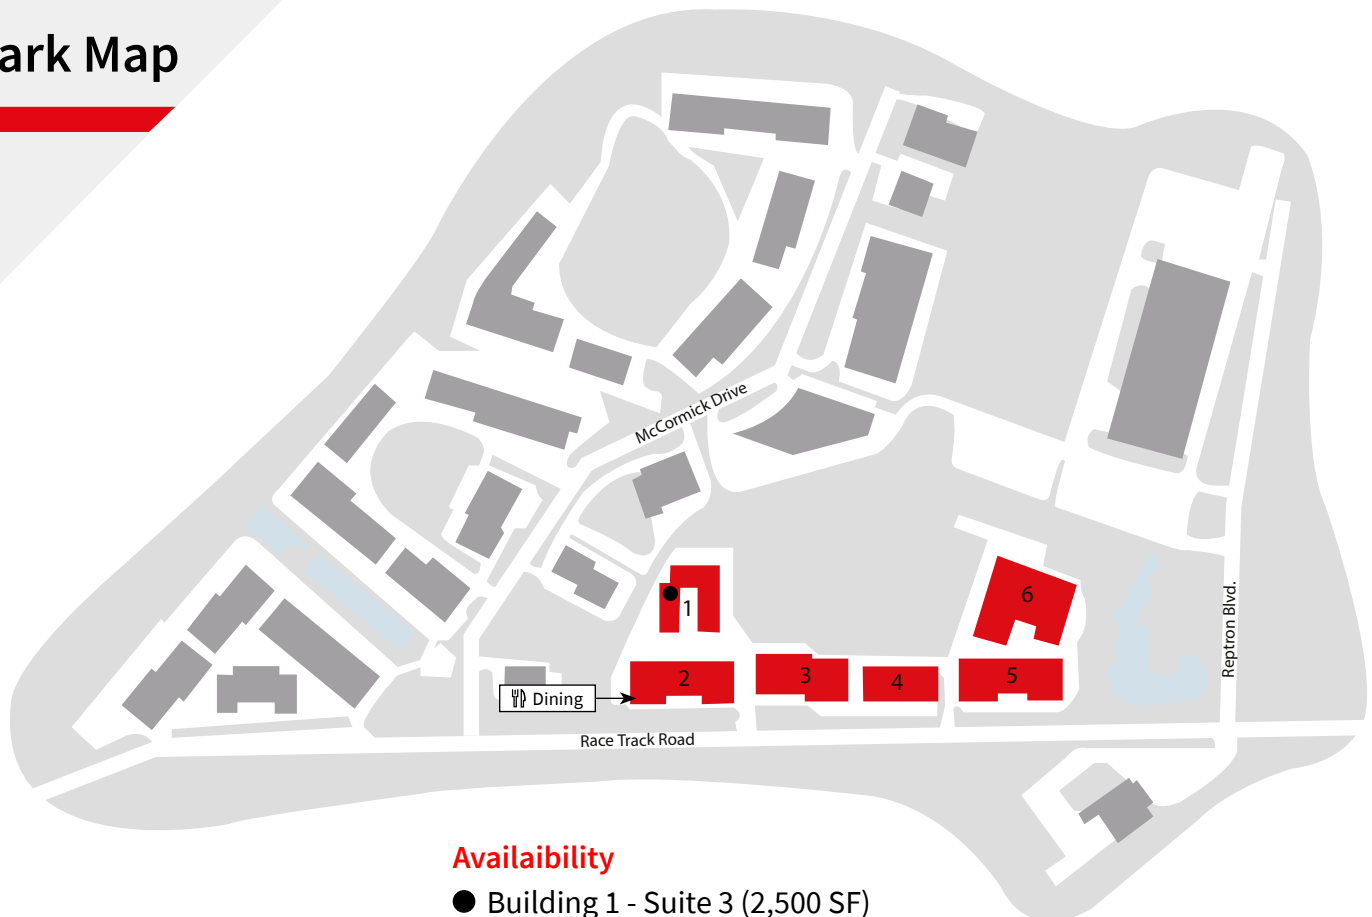 ark Map
McCormick Drive
1
6
2
3
4
5
Dining
Reptron Blvd.
Race Track Road
Availaibility
● Building 1 - Suite 3 (2,500 SF)